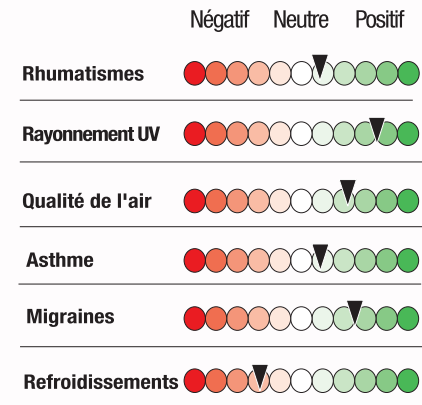 Négatif Neutre Positif
Rhumatismes
Rayonnement UV
Qualité de l'air
Asthme
Migraines
Refroidissements